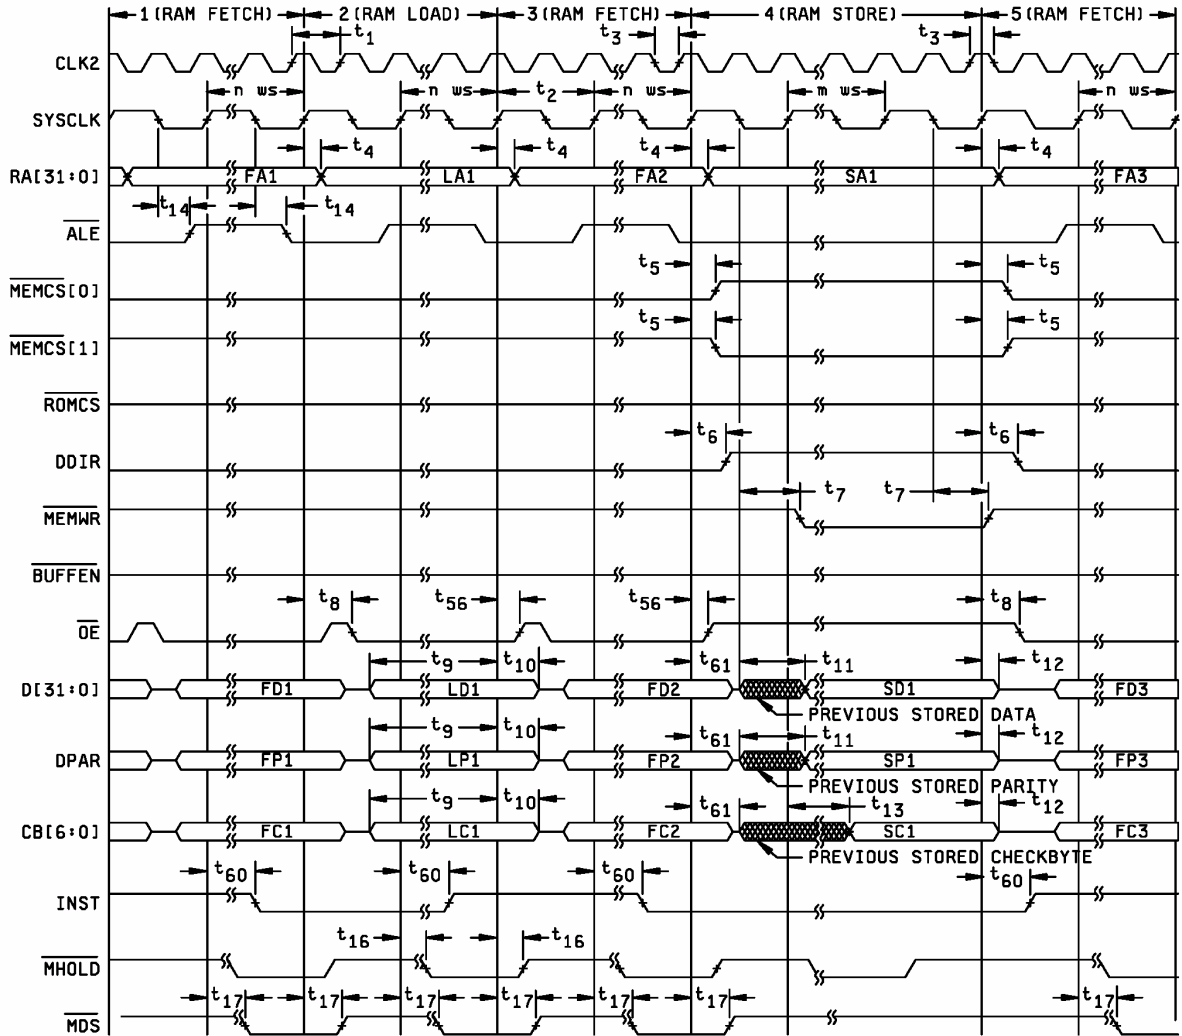 1(RAM FETCH) 2(RAM LOAD) 3(RAM FETCH) 4(RAM STORE) 5(RAM FETCH)
t1 t3 t3
CLK2
n ws n ws t2 n ws m ws n ws
SYSCLK
t4 t4 t4 t4
RA[31:0] FA1 LA1 FA2 SA1 FA3
t14 t14
ALE
t5 t5
MEMCS[0]
t5 t5
MEMCS[1]
ROMCS
t6 t6
DDIR
t7 t7
MEMWR
BUFFEN
t8 t56 t56 t8
OE
t9 t10 t61 t11 t12
D[31:0] FD1 LD1 FD2 SD1 FD3
PREVIOUS STORED DATA
t9 t10 t61 t11 t12
DPAR FP1 LP1 FP2 SP1 FP3
PREVIOUS STORED PARITY
t9 t10 t61 t13 t12
CB[6:0] FC1 LC1 FC2 SC1 FC3
PREVIOUS STORED CHECKBYTE
t60 t60 t60 t60
INST
t16 t16
MHOLD
t17 t17 t17 t17 t17 t17 t17
MDS